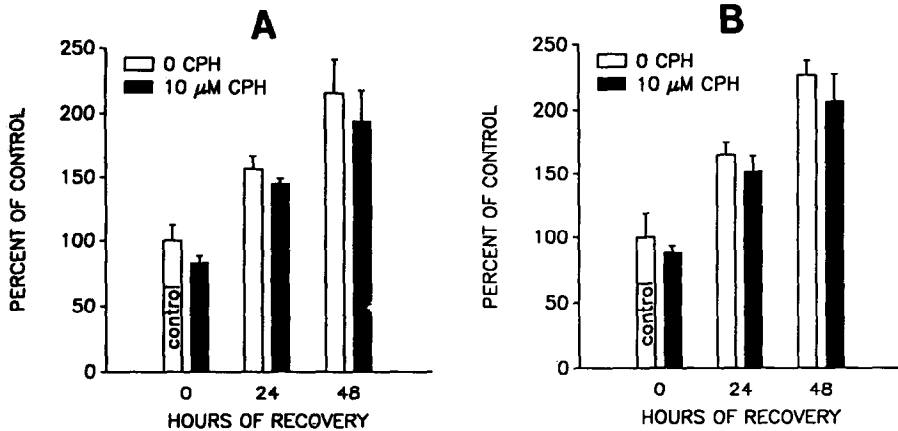 A
PERCENT OF CONTROL
250
200
150
100
50
0
0 CPH
10 μM CPH
control
0 24 48
HOURS OF RECOVERY
B
PERCENT OF CONTROL
250
200
150
100
50
0
0 CPH
10 μM CPH
control
0 24 48
HOURS OF RECOVERY